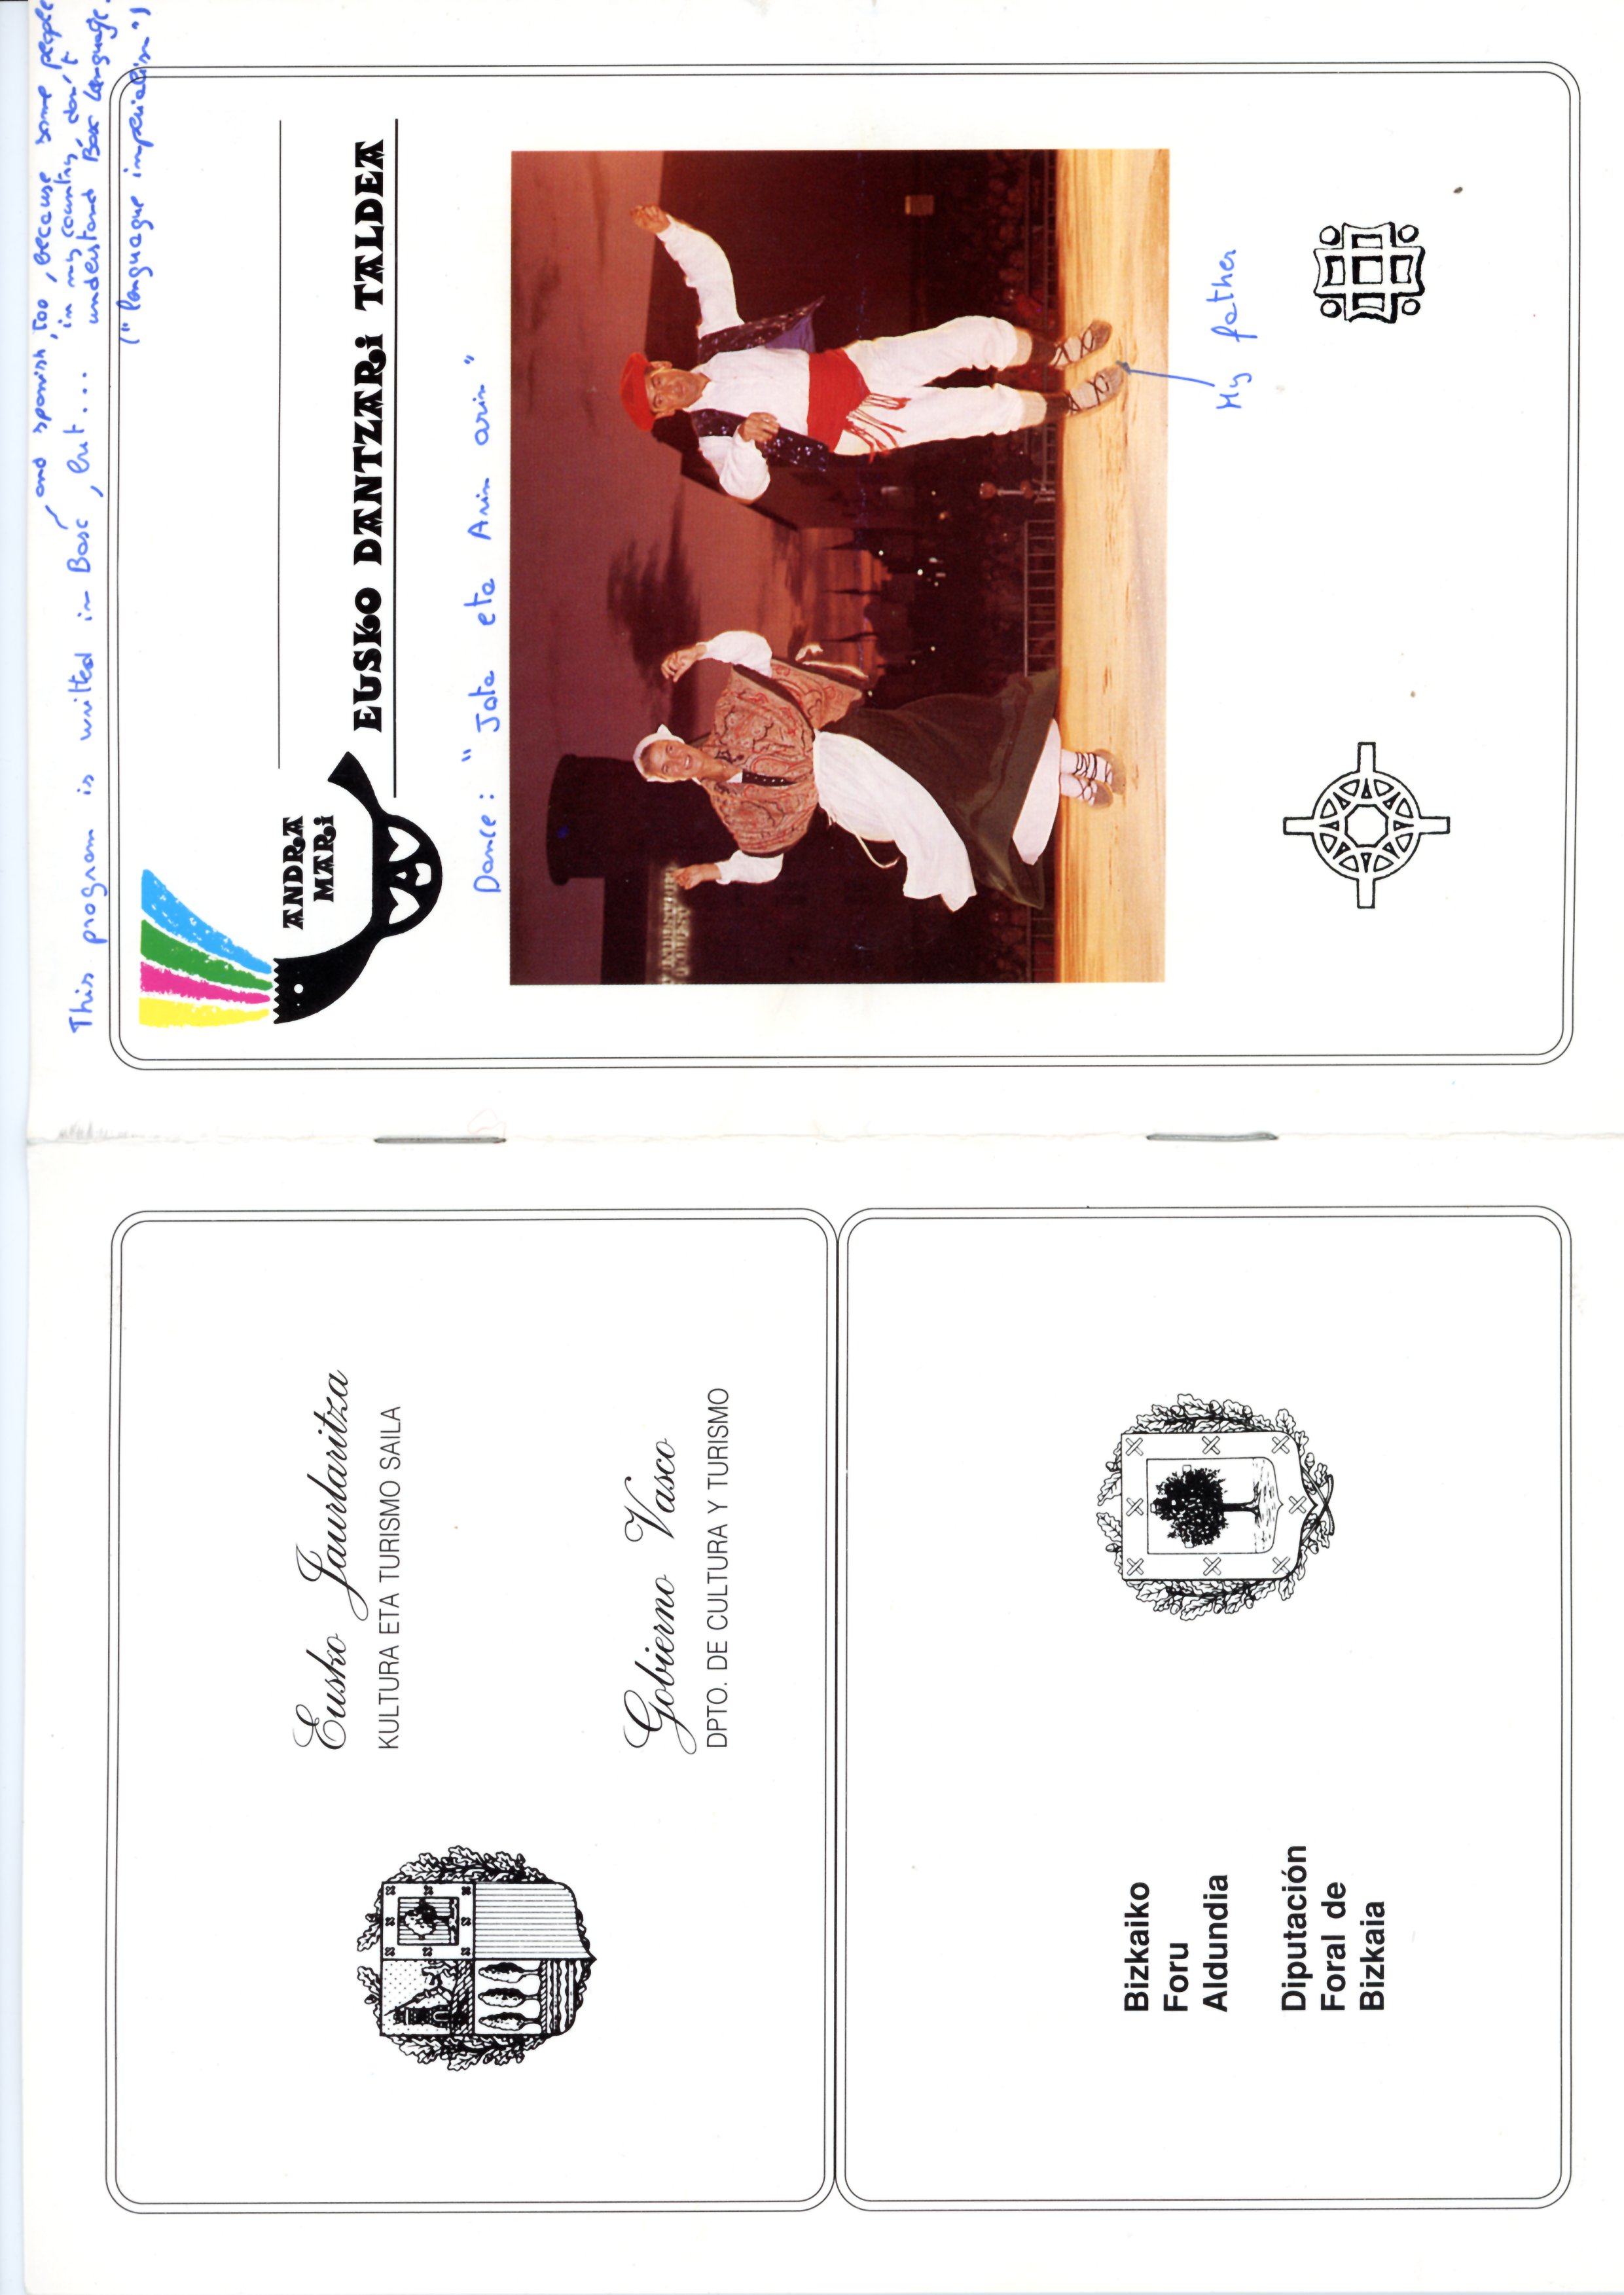 and spanish, too, because some people
in my country, don't
understand Basc language.
("language imperialism")
This program is writted in Basc, but...
ANDRA
MARi
EUSKO DANTZARi TALDEA
Dance: "Jota eta Arin arin"
My father
Eusko Jaurlaritza
KULTURA ETA TURISMO SAILA
Gobierno Vasco
DPTO. DE CULTURA Y TURISMO
Bizkaiko
Foru
Aldundia
Diputación
Foral de
Bizkaia